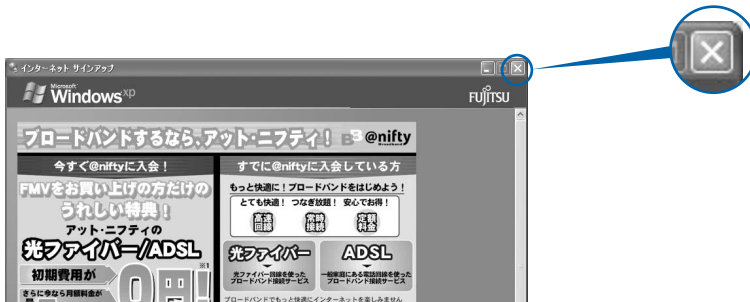 インターネット サインアップ
Microsoft
Windows xp
FUJITSU
ブロードバンドするなら、アット・ニフティ！
Broadband
@nifty
今すぐ@niftyに入会！
FMVをお買い上げの方だけの
うれしい特典！
アット・ニフティの
光ファイバー/ADSL
初期費用が
0円!
※1
さらに今なら月額料金が
すでに@niftyに入会している方
もっと快適に！ブロードバンドをはじめよう！
とても快適！ つなぎ放題！ 安心でお得！
高速回線
常時接続
定額料金
光ファイバー
光ファイバー回線を使った
ブロードバンド接続サービス
ADSL
一般家庭にある電話回線を使った
ブロードバンド接続サービス
ブロードバンドでもっと快適にインターネットを楽しみません